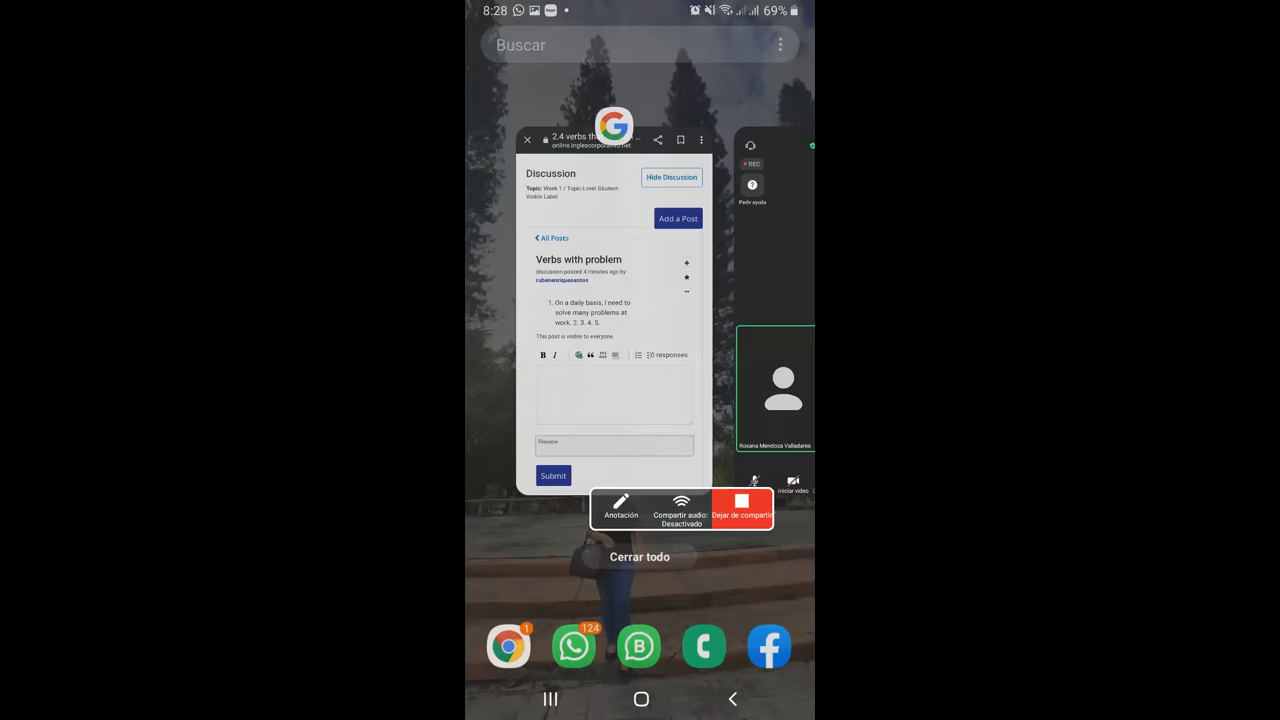 8:28
69%
Buscar
2.4 verbs th
online.inglescorporativo.net
Discussion
Hide Discussion
Topic: Week 1 / Topic-Level Student-
Visible Label
Add a Post
All Posts
Verbs with problem
discussion posted 4 minutes ago by
rubenenriquesantos
1. On a daily basis, I need to
solve many problems at
work. 2. 3. 4. 5.
This post is visible to everyone
B I
0 responses
Preview
Submit
REC
Pedir ayuda
Roxana Mendoza Valladares
Iniciar video
Anotación
Compartir audio:
Desactivado
Dejar de compartir
Cerrar todo
1
124
B